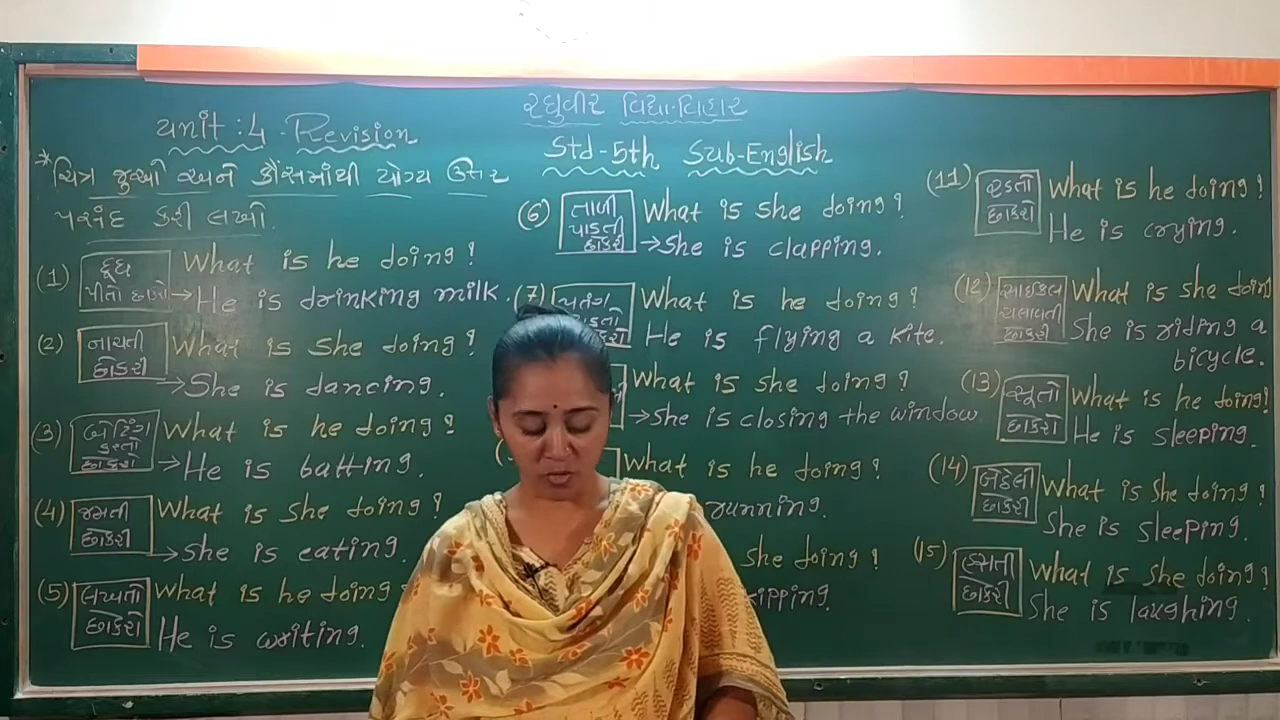 રઘુવીર વિદ્યા-વિહાર
Unit : 4 - Revision
Std - 5th Sub - English
* ચિત્ર જુઓ અને કૌંસમાંથી યોગ્ય ઉત્તર
પસંદ કરી લખો.
(1) દૂધ પીતો છોકરો What is he doing?
→ He is drinking milk.
(2) નાચતી છોકરી What is she doing?
→ She is dancing.
(3) બેટિંગ કરતો છોકરો What is he doing?
→ He is batting.
(4) જમતી છોકરી What is she doing?
→ she is eating.
(5) લખતો છોકરો What is he doing
He is writing.
(6) તાળી પાડતી છોકરી What is she doing?
→ She is clapping.
(7) પતંગ What is he doing?
He is flying a kite.
What is she doing?
→ she is closing the window
What is he doing?
running.
she doing?
(11) રડતો છોકરો What is he doing?
He is crying.
(12) સાઈકલ ચલાવતી છોકરી What is she doing
She is riding a
bicycle.
(13) સૂતો છોકરો What is he doing?
He is sleeping.
(14) બેઠેલી છોકરી What is she doing?
She is sleeping.
(15) હસતી છોકરી What is she doing?
She is laughing.